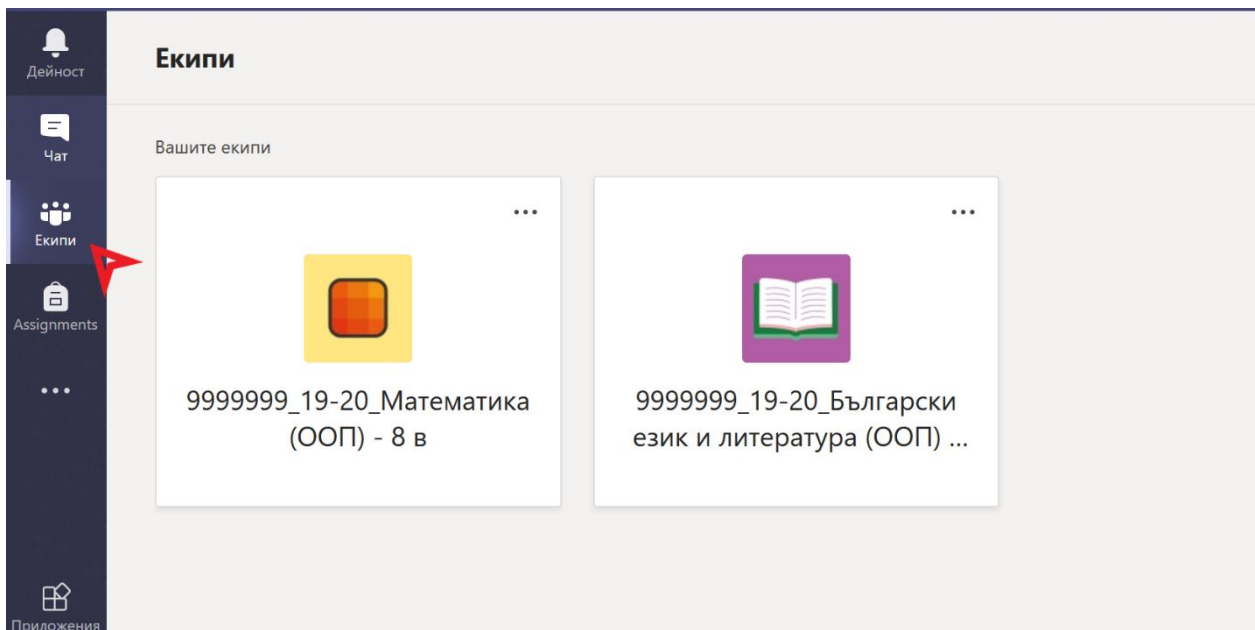 Дейност
Чат
Екипи
Assignments
Приложения
Екипи
Вашите екипи
9999999_19-20_Математика
(ООП) - 8 в
9999999_19-20_Български
език и литература (ООП) ...